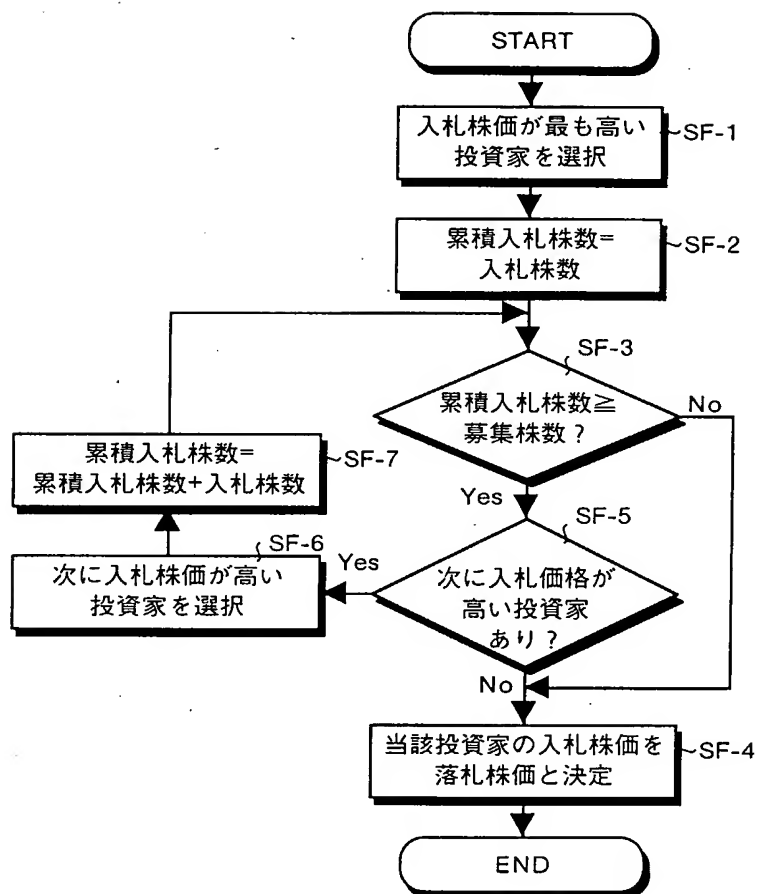 START
入札株価が最も高い
投資家を選択
SF-1
累積入札株数=
入札株数
SF-2
SF-3
累積入札株数≧
募集株数?
No
Yes
累積入札株数=
累積入札株数+入札株数
SF-7
SF-5
次に入札価格が
高い投資家
あり?
Yes
SF-6
次に入札株価が高い
投資家を選択
No
当該投資家の入札株価を
落札株価と決定
SF-4
END